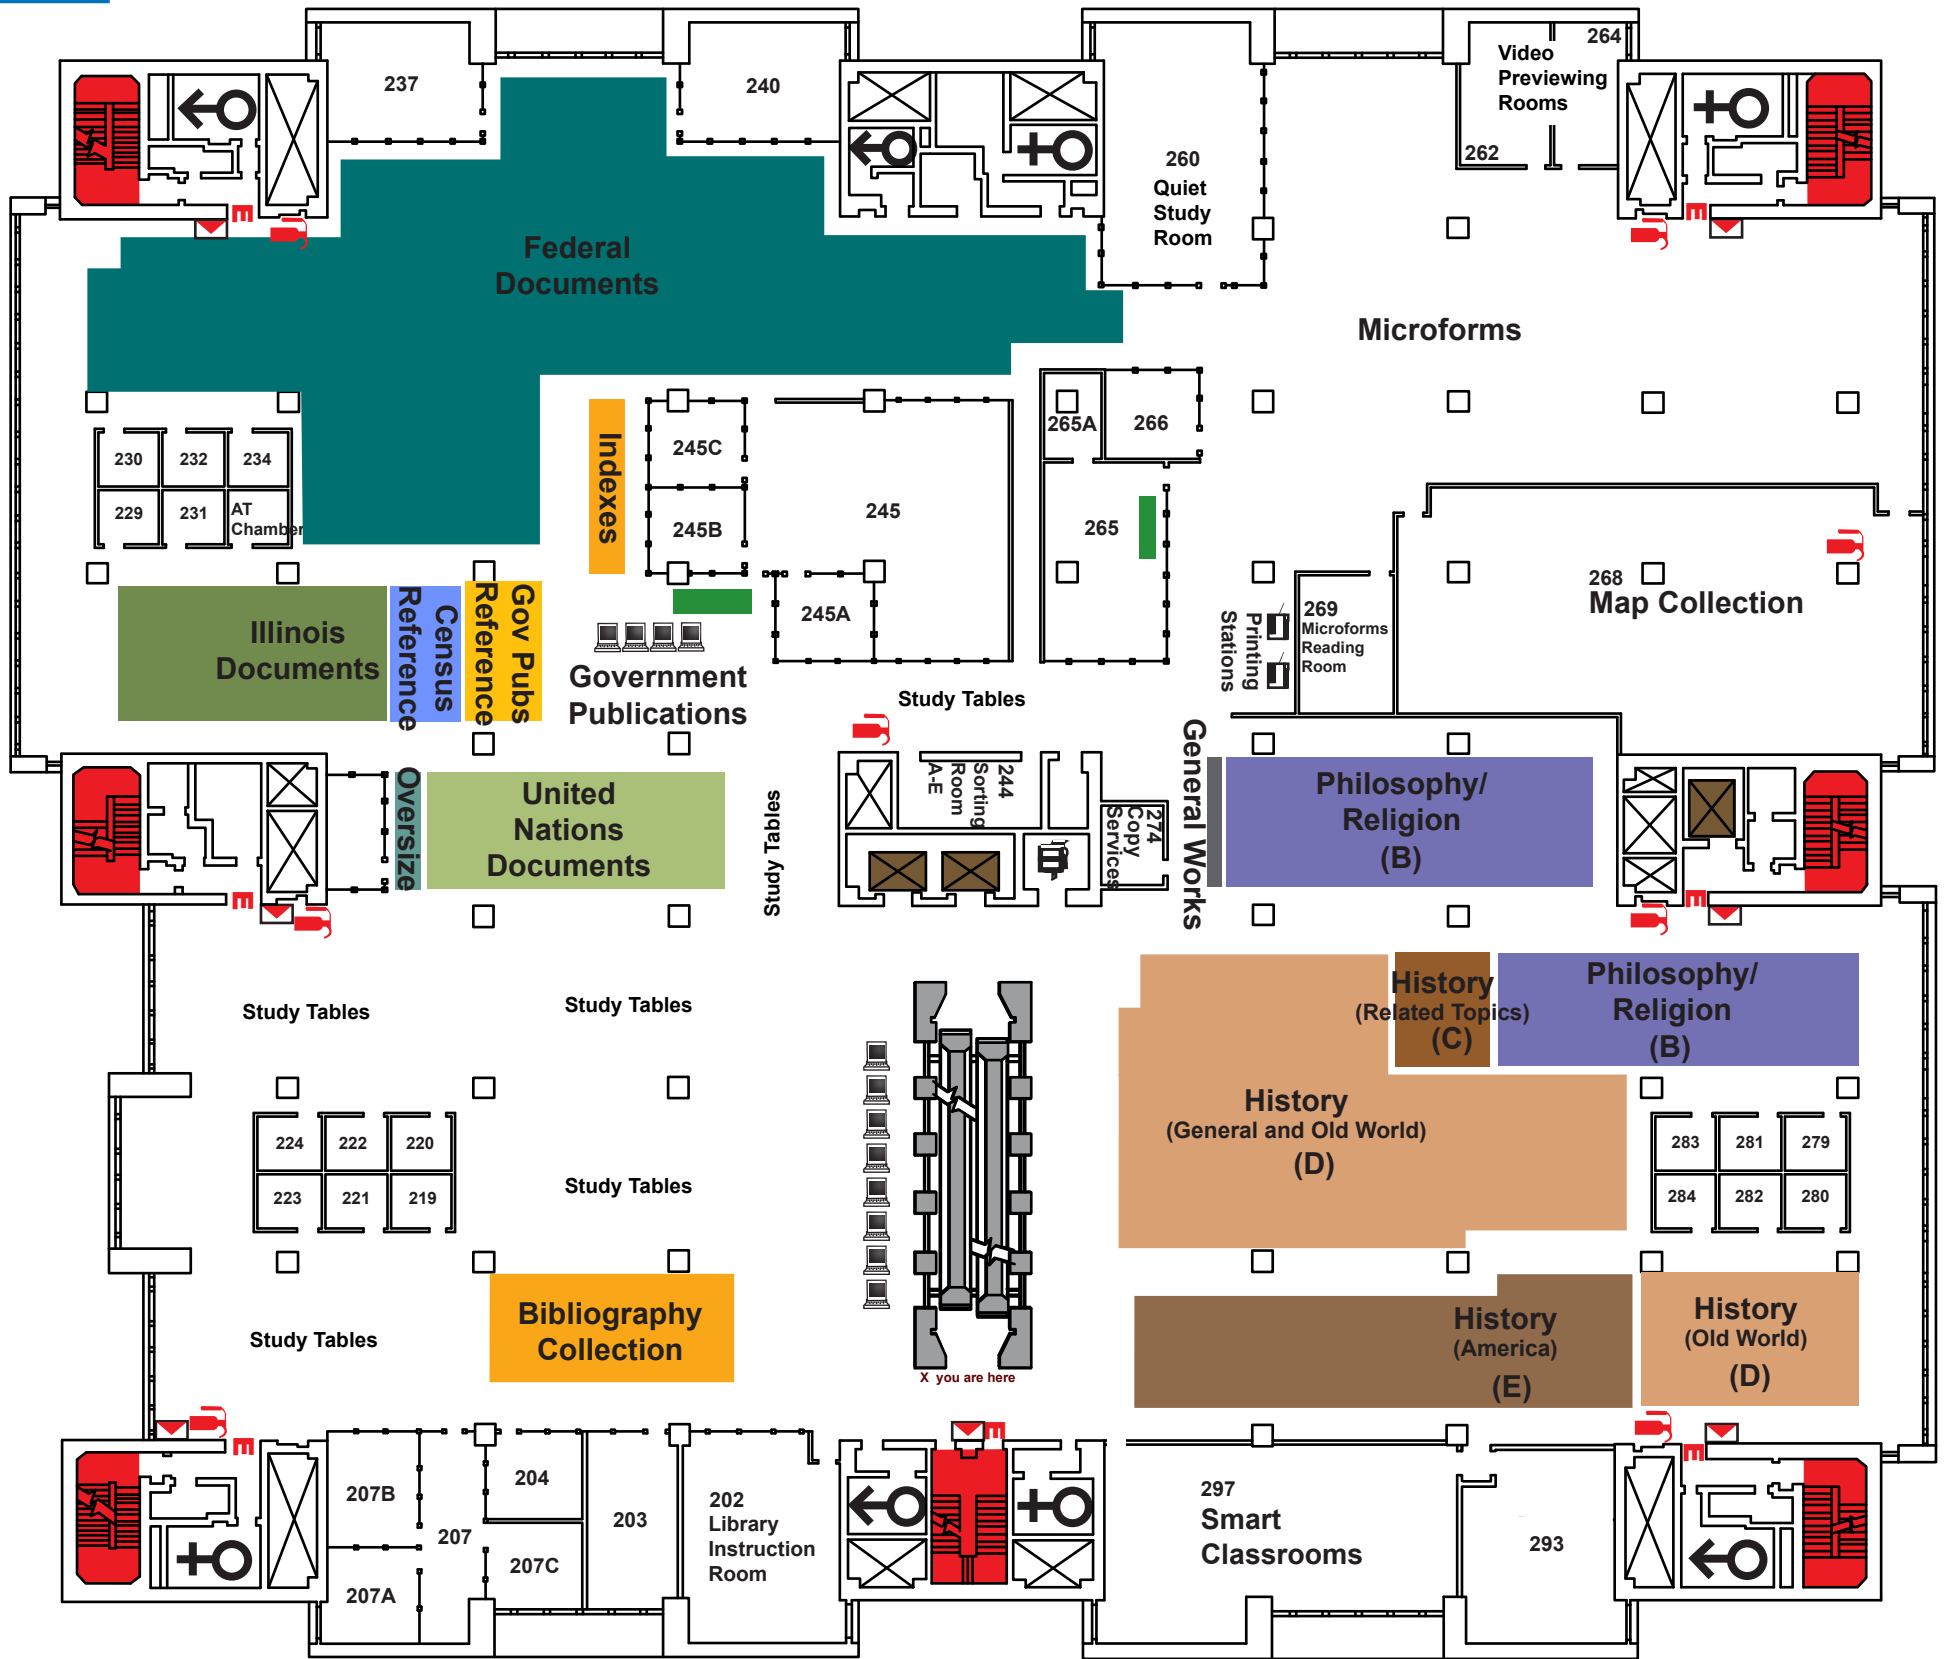 237
240
264
Video
Previewing
Rooms
262
260
Quiet
Study
Room
E
E
Federal
Documents
Microforms
230
232
234
229
231
AT
Chamber
Indexes
245C
245B
245
245A
265A
266
265
268
Map Collection
269
Microforms
Reading
Room
Printing
Stations
Illinois
Documents
Census
Reference
Gov Pubs
Reference
Government
Publications
Study Tables
Oversize
United
Nations
Documents
Study Tables
244
Sorting
Room
A-E
274
Copy
Services
General Works
Philosophy/
Religion
(B)
E
E
Study Tables
Study Tables
History
(Related Topics)
(C)
Philosophy/
Religion
(B)
History
(General and Old World)
(D)
224
222
220
223
221
219
Study Tables
283
281
279
284
282
280
Study Tables
Bibliography
Collection
X you are here
History
(America)
(E)
History
(Old World)
(D)
E
E
E
207B
207
207A
204
207C
203
202
Library
Instruction
Room
297
Smart
Classrooms
293